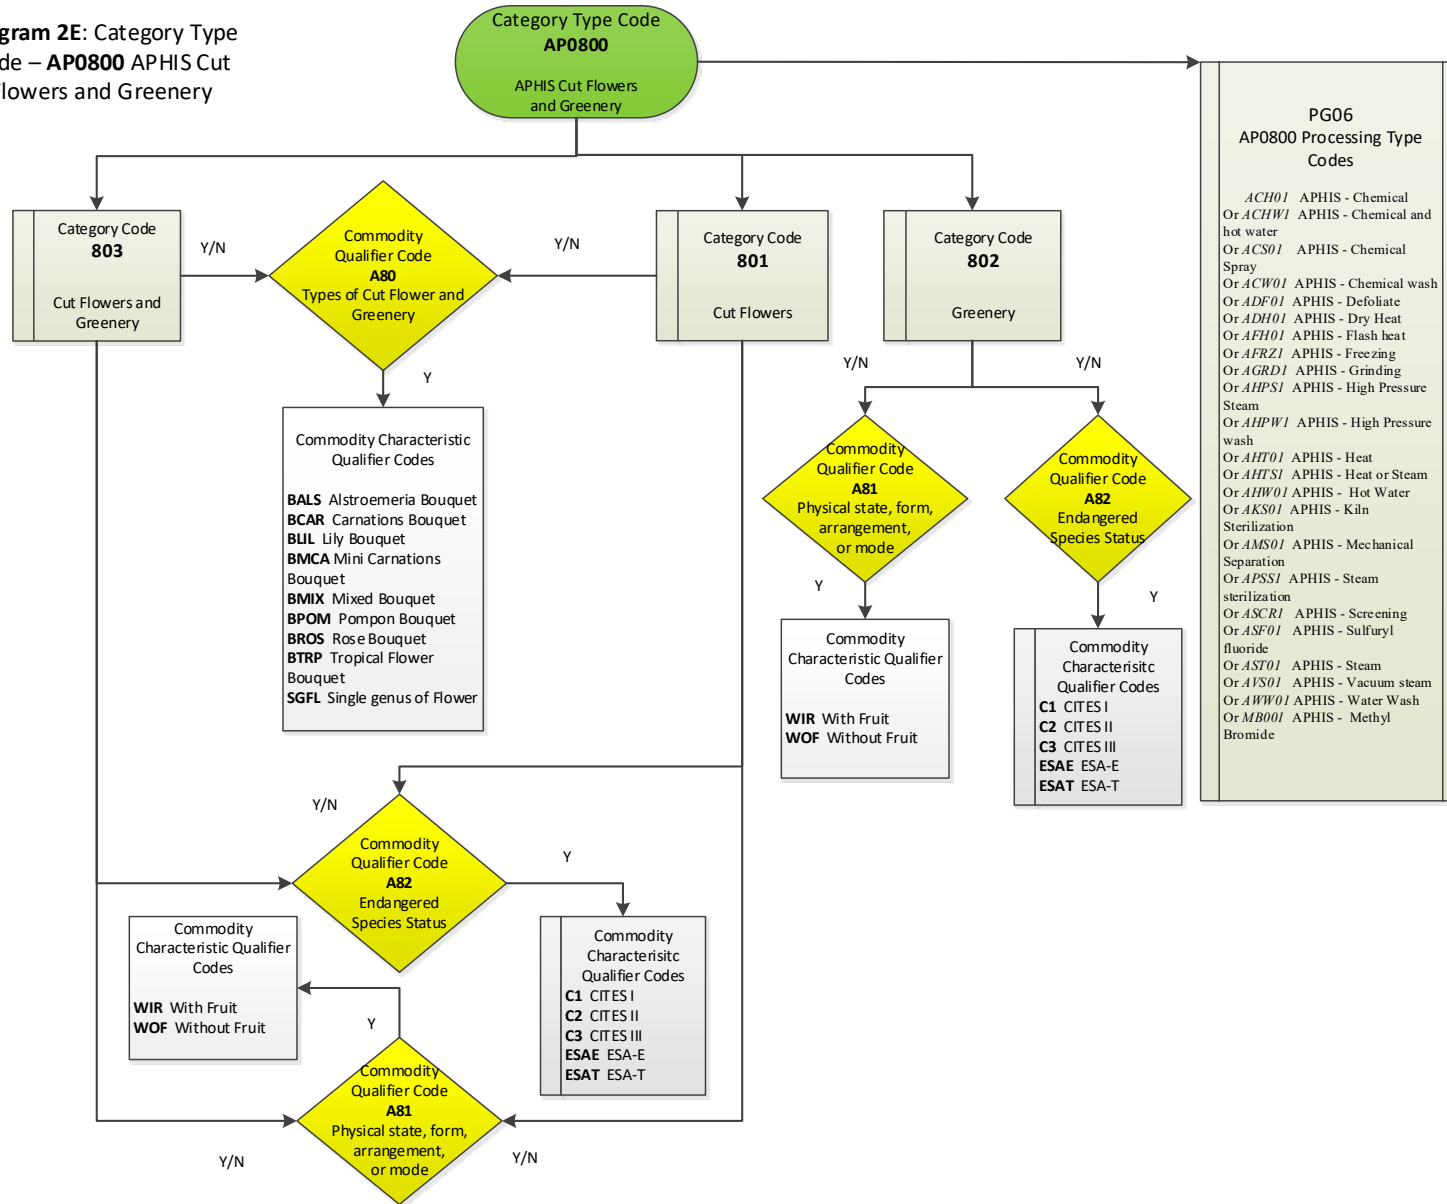 gram 2E: Category Type
de – AP0800 APHIS Cut
lowers and Greenery
Category Type Code
AP0800
APHIS Cut Flowers
and Greenery
PG06
AP0800 Processing Type
Codes
ACH01 APHIS - Chemical
Or ACHW1 APHIS - Chemical and
hot water
Or ACS01 APHIS - Chemical
Spray
Or ACW01 APHIS - Chemical wash
Or ADF01 APHIS - Defoliate
Or ADH01 APHIS - Dry Heat
Or AFH01 APHIS - Flash heat
Or AFRZ1 APHIS - Freezing
Or AGRD1 APHIS - Grinding
Or AHPS1 APHIS - High Pressure
Steam
Or AHPW1 APHIS - High Pressure
wash
Or AHT01 APHIS - Heat
Or AHTS1 APHIS - Heat or Steam
Or AHW01 APHIS - Hot Water
Or AKS01 APHIS - Kiln
Sterilization
Or AMS01 APHIS - Mechanical
Separation
Or APSS1 APHIS - Steam
sterilization
Or ASCR1 APHIS - Screening
Or ASF01 APHIS - Sulfuryl
fluoride
Or AST01 APHIS - Steam
Or AVS01 APHIS - Vacuum steam
Or AWW01 APHIS - Water Wash
Or MB001 APHIS - Methyl
Bromide
Category Code
803
Cut Flowers and
Greenery
Y/N
Commodity
Qualifier Code
A80
Types of Cut Flower and
Greenery
Y/N
Category Code
801
Cut Flowers
Category Code
802
Greenery
Y
Commodity Characteristic
Qualifier Codes
BALS Alstroemeria Bouquet
BCAR Carnations Bouquet
BLIL Lily Bouquet
BMCA Mini Carnations
Bouquet
BMIX Mixed Bouquet
BPOM Pompon Bouquet
BROS Rose Bouquet
BTRP Tropical Flower
Bouquet
SGFL Single genus of Flower
Y/N
Y/N
Commodity
Qualifier Code
A81
Physical state, form,
arrangement,
or mode
Commodity
Qualifier Code
A82
Endangered
Species Status
Y
Y
Commodity
Characteristic Qualifier
Codes
WIR With Fruit
WOF Without Fruit
Commodity
Characterisitc
Qualifier Codes
C1 CITES I
C2 CITES II
C3 CITES III
ESAE ESA-E
ESAT ESA-T
Y/N
Commodity
Qualifier Code
A82
Endangered
Species Status
Y
Commodity
Characteristic Qualifier
Codes
WIR With Fruit
WOF Without Fruit
Commodity
Characterisitc
Qualifier Codes
C1 CITES I
C2 CITES II
C3 CITES III
ESAE ESA-E
ESAT ESA-T
Y
Commodity
Qualifier Code
A81
Physical state, form,
arrangement,
or mode
Y/N
Y/N